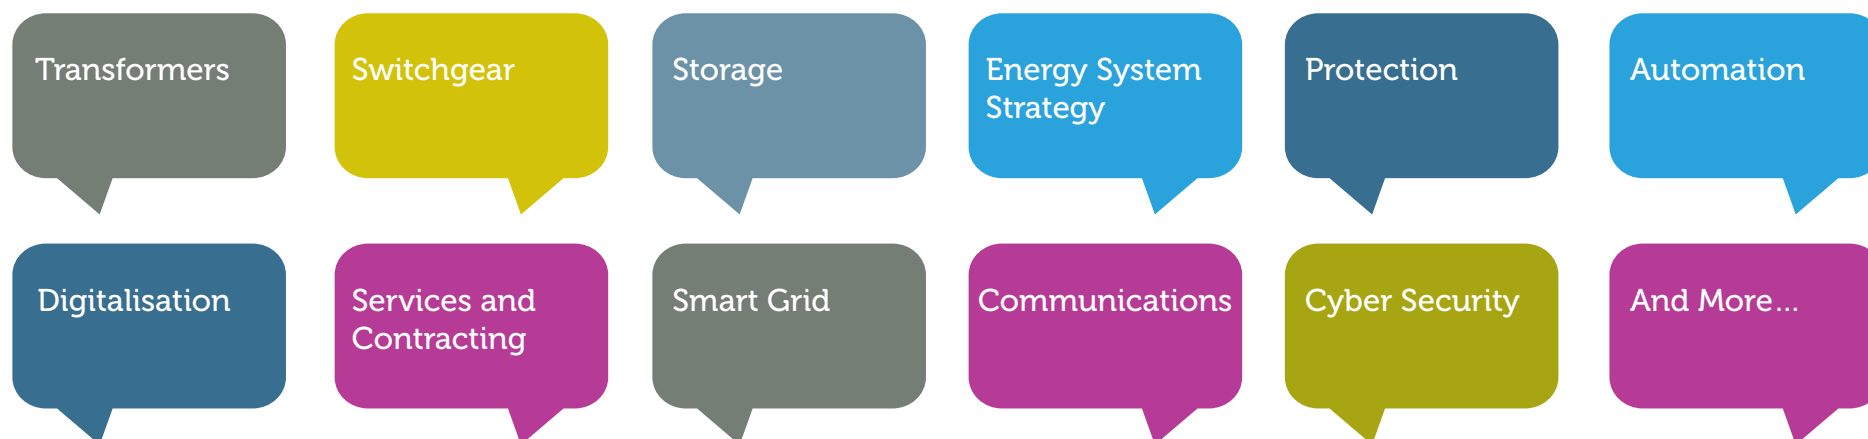 Transformers
Switchgear
Storage
Energy System
Strategy
Protection
Automation
Digitalisation
Services and
Contracting
Smart Grid
Communications
Cyber Security
And More...